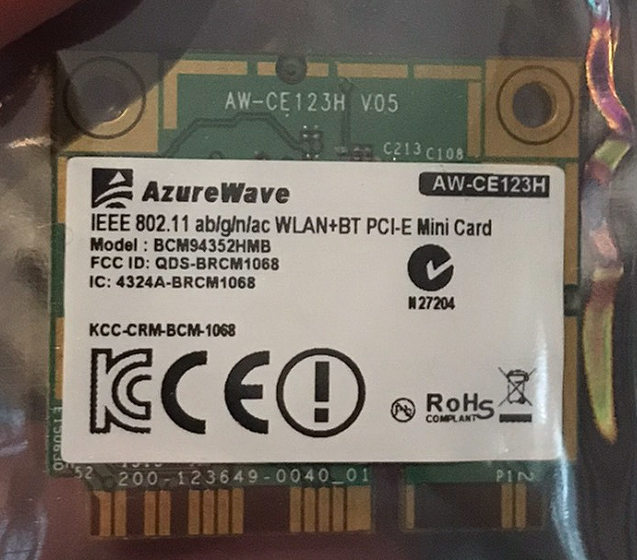 AW-CE123H V05
C213 C108
AzureWave
AW-CE123H
IEEE 802.11 ab/g/n/ac WLAN+BT PCI-E Mini Card
Model : BCM94352HMB
FCC ID: QDS-BRCM1068
IC: 4324A-BRCM1068
N27204
KCC-CRM-BCM-1068
RoHS
COMPLIANT
52
200-123649-0040_01